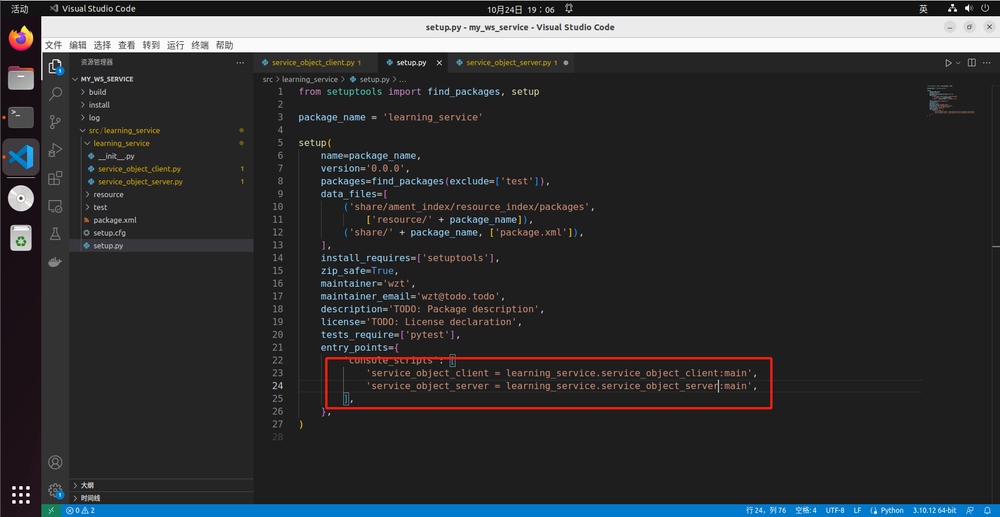 活动
Visual Studio Code
10月24日 19：06
英
setup.py - my_ws_service - Visual Studio Code
文件 编辑 选择 查看 转到 运行 终端 帮助
资源管理器
MY_WS_SERVICE
build
install
log
src/learning_service
learning_service
__init__.py
service_object_client.py 1
service_object_server.py 1
resource
test
package.xml
setup.cfg
setup.py
大纲
时间线
1
1
service_object_client.py 1
setup.py
service_object_server.py 1
src > learning_service > setup.py > ...
1 from setuptools import find_packages, setup
2
3 package_name = 'learning_service'
4
5 setup(
6 name=package_name,
7 version='0.0.0',
8 packages=find_packages(exclude=['test']),
9 data_files=[
10 ('share/ament_index/resource_index/packages',
11 ['resource/' + package_name]),
12 ('share/' + package_name, ['package.xml']),
13 ],
14 install_requires=['setuptools'],
15 zip_safe=True,
16 maintainer='wzt',
17 maintainer_email='wzt@todo.todo',
18 description='TODO: Package description',
19 license='TODO: License declaration',
20 tests_require=['pytest'],
21 entry_points={
22 'console_scripts': [
23 'service_object_client = learning_service.service_object_client:main',
24 'service_object_server = learning_service.service_object_server:main',
25 ],
26 },
27 )
28
0 2
行 24，列 76 空格: 4 UTF-8 LF Python 3.10.12 64-bit